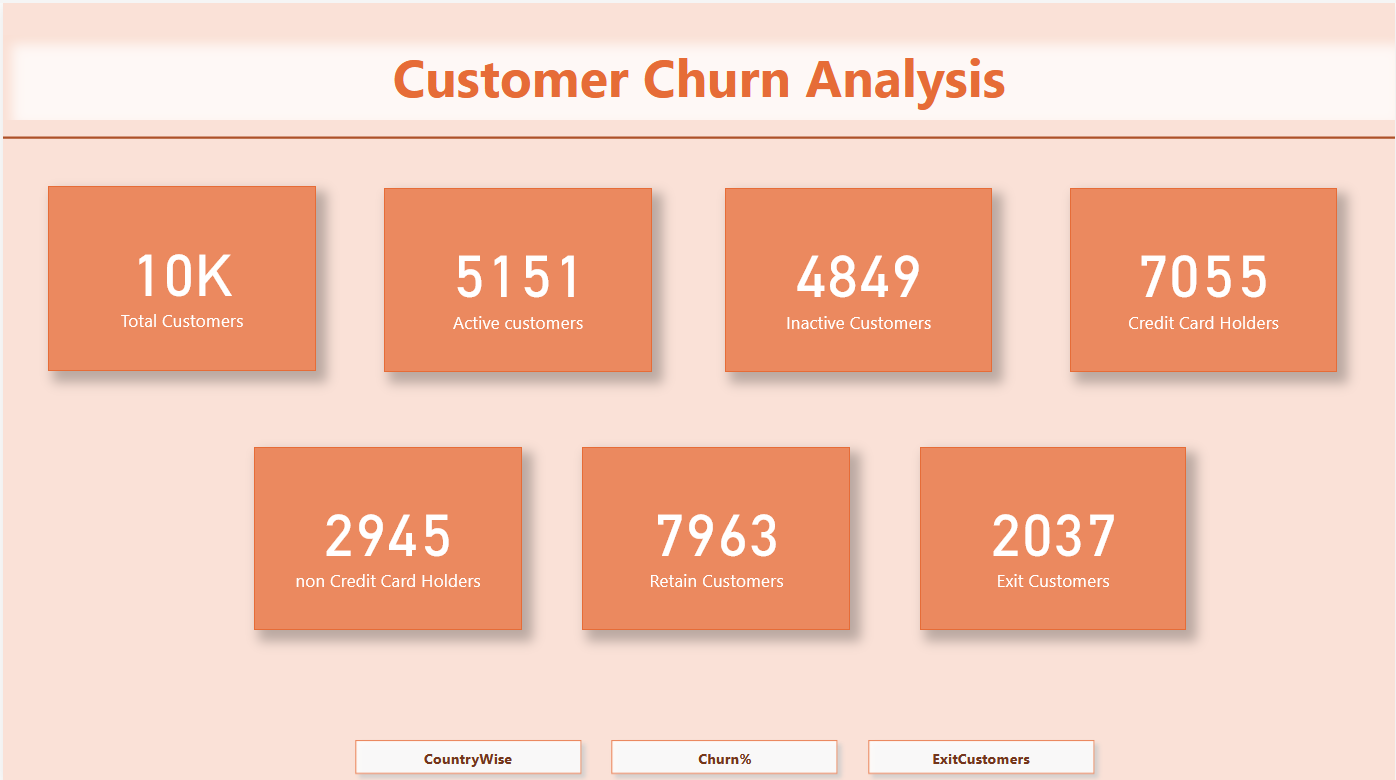 Customer Churn Analysis
10K
Total Customers
5151
Active customers
4849
Inactive Customers
7055
Credit Card Holders
2945
non Credit Card Holders
7963
Retain Customers
2037
Exit Customers
CountryWise
Churn%
ExitCustomers